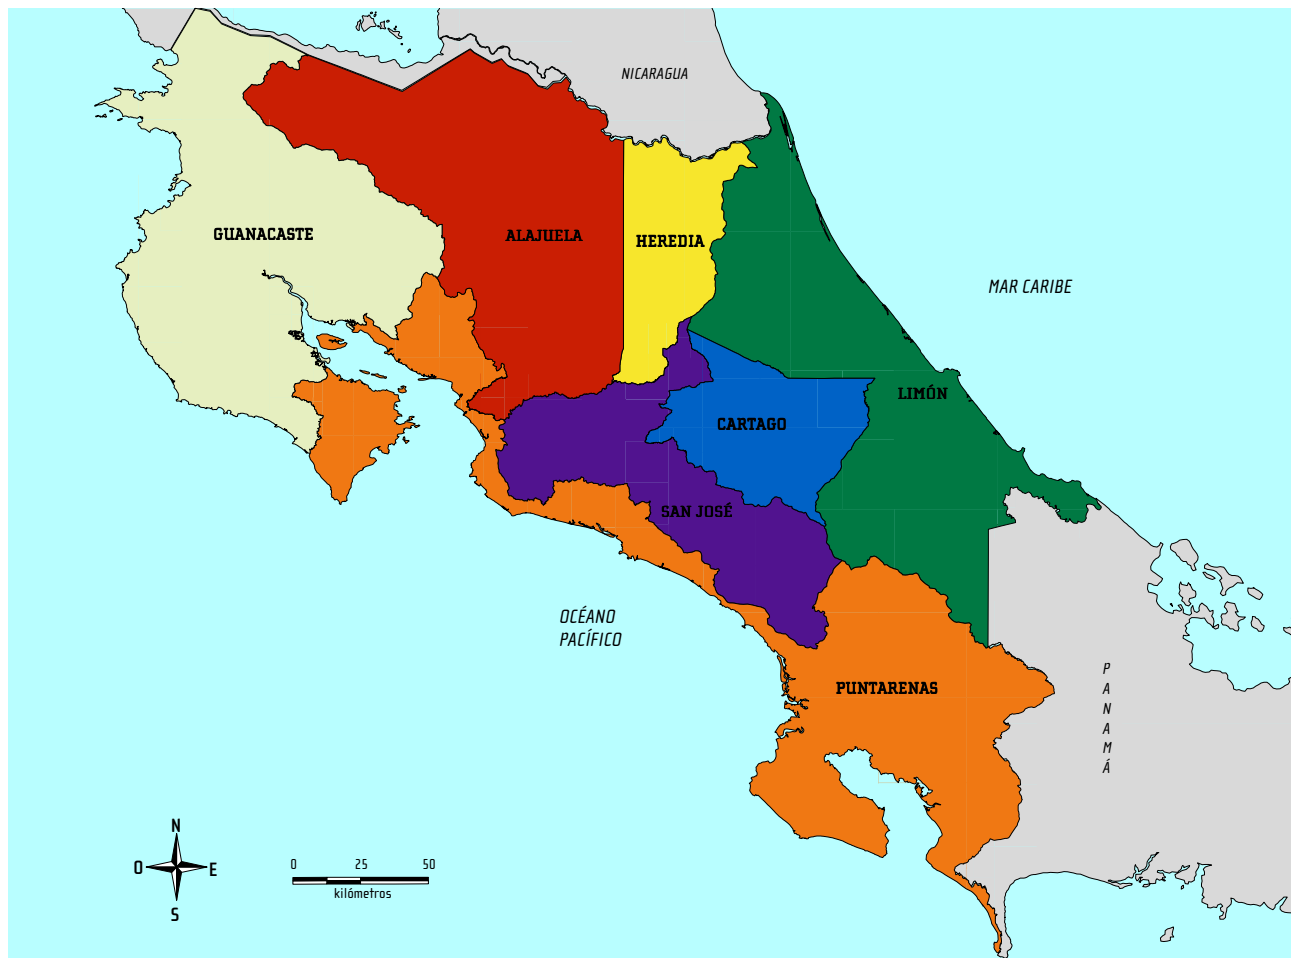 NICARAGUA
GUANACASTE
ALAJUELA
HEREDIA
MAR CARIBE
LIMÓN
CARTAGO
SAN JOSÉ
OCÉANO
PACÍFICO
PUNTARENAS
P
A
N
A
M
Á
N
O
E
S
0 25 50
kilómetros